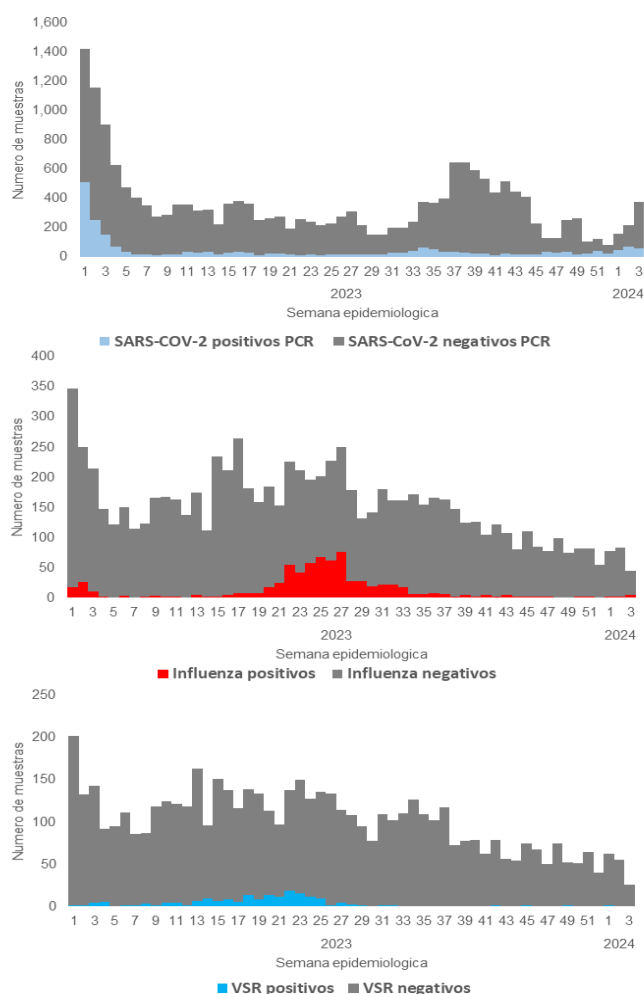 1,600
1,400
1,200
1,000
800
600
400
200
0
Numero de muestras
1 3 5 7 9 11 13 15 17 19 21 23 25 27 29 31 33 35 37 39 41 43 45 47 49 51 1 3
2023 2024
Semana epidemiologica
SARS-COV-2 positivos PCR SARS-CoV-2 negativos PCR
400
350
300
250
200
150
100
50
0
Numero de muestras
1 3 5 7 9 11 13 15 17 19 21 23 25 27 29 31 33 35 37 39 41 43 45 47 49 51 1 3
2023 2024
Semana epidemiologica
Influenza positivos Influenza negativos
250
200
150
100
50
0
Numero de muestras
1 3 5 7 9 11 13 15 17 19 21 23 25 27 29 31 33 35 37 39 41 43 45 47 49 51 1 3
2023 2024
Semana epidemiologica
VSR positivos VSR negativos